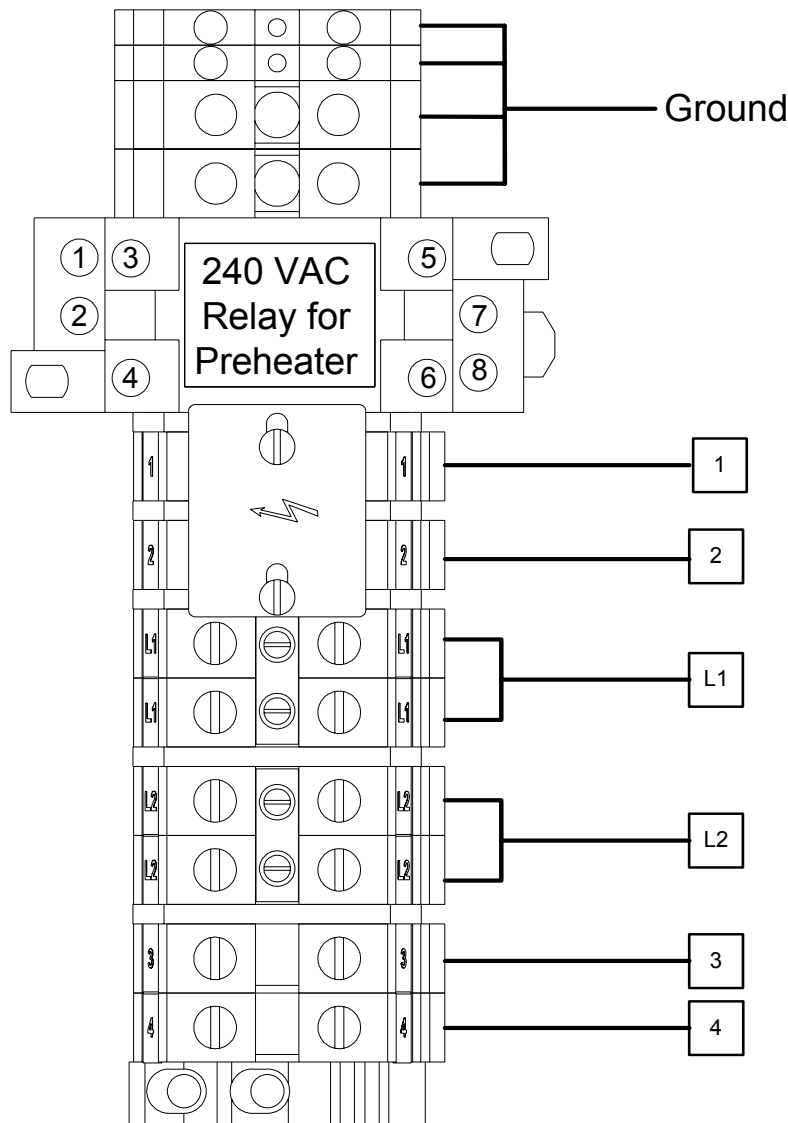 Ground
1 3 5
240 VAC
Relay for
Preheater
2 7
4 6 8
1 1 1
2 2 2
L1 L1
L1
L1 L1
L2 L2
L2
L2 L2
3 3 3
4 4 4